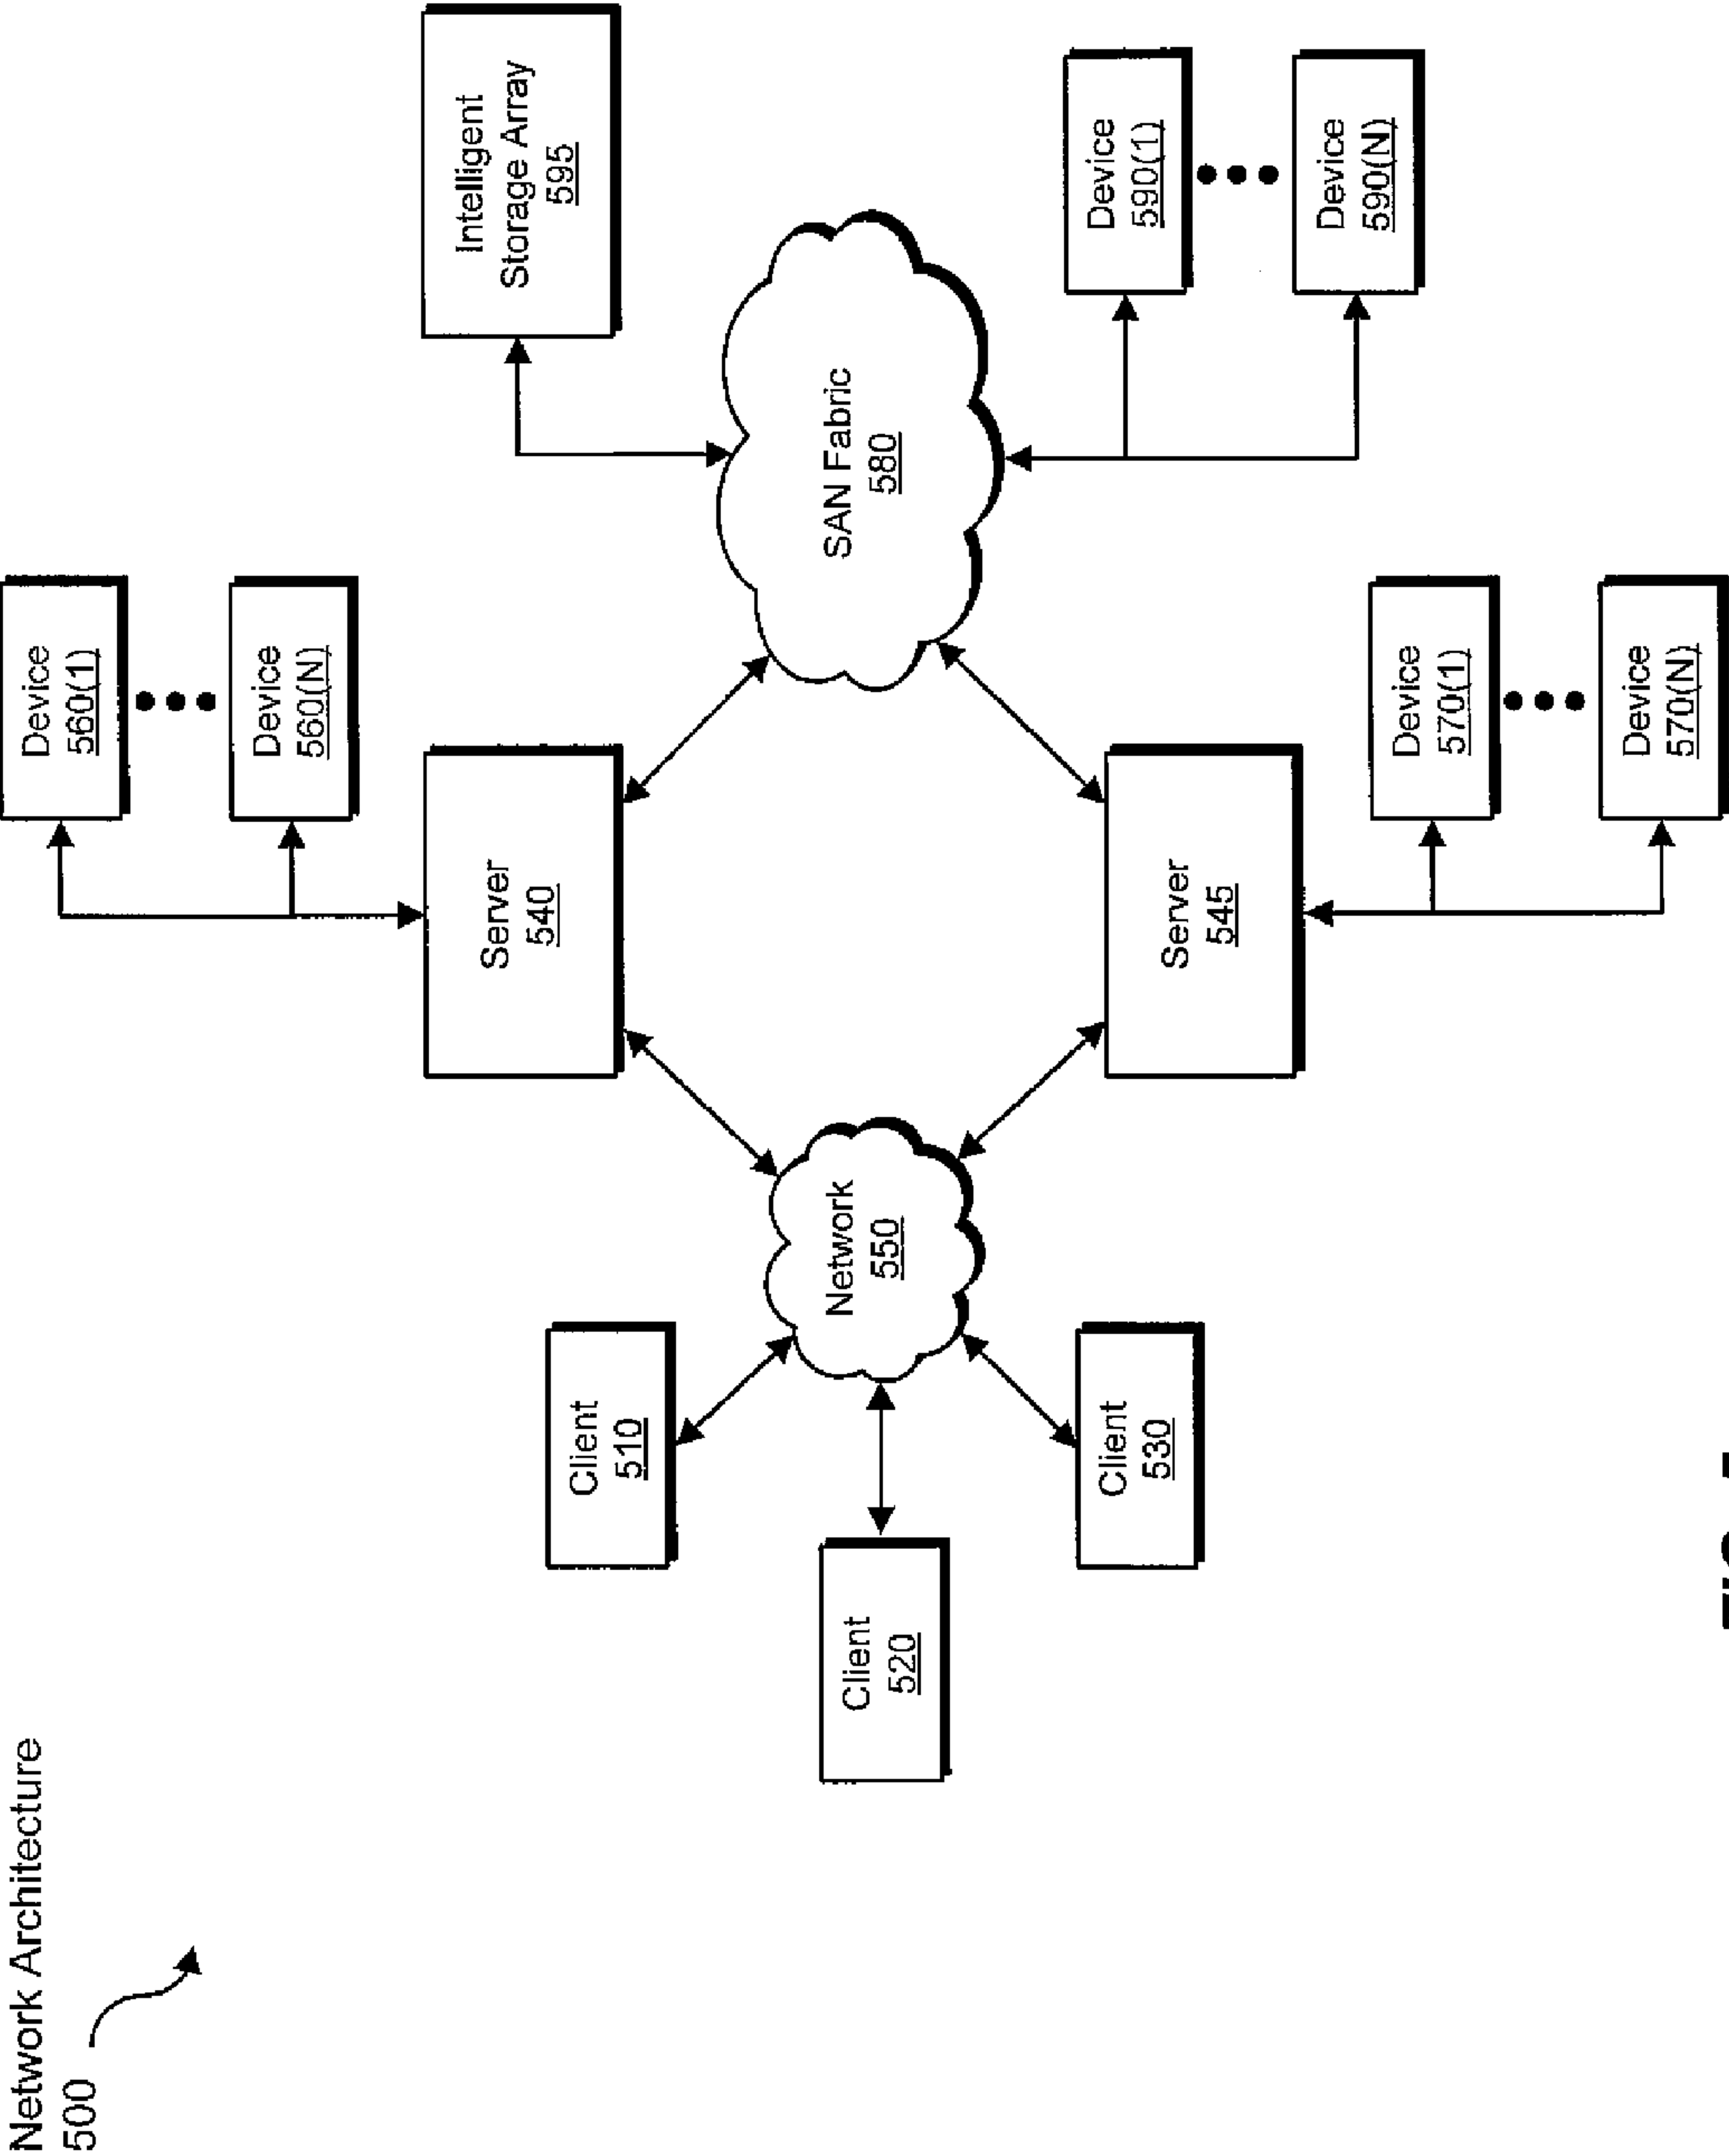 Network Architecture
500
Device
560(1)
Device
560(N)
Intelligent
Storage Array
595
Client
510
Server
540
Client
520
Network
550
SAN Fabric
580
Client
530
Server
545
Device
590(1)
Device
590(N)
Device
570(1)
Device
570(N)